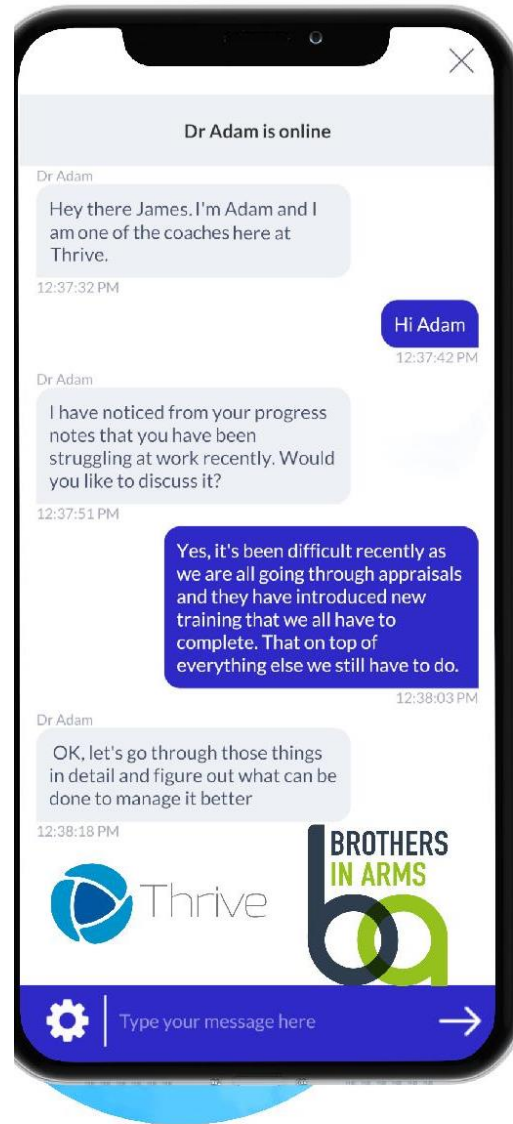 Dr Adam is online
Dr Adam
Hey there James. I'm Adam and I
am one of the coaches here at
Thrive.
12:37:32 PM
Hi Adam
12:37:42 PM
Dr Adam
I have noticed from your progress
notes that you have been
struggling at work recently. Would
you like to discuss it?
12:37:51 PM
Yes, it's been difficult recently as
we are all going through appraisals
and they have introduced new
training that we all have to
complete. That on top of
everything else we still have to do.
12:38:03 PM
Dr Adam
OK, let's go through those things
in detail and figure out what can be
done to manage it better
12:38:18 PM
Thrive
BROTHERS
IN ARMS
ba
Type your message here